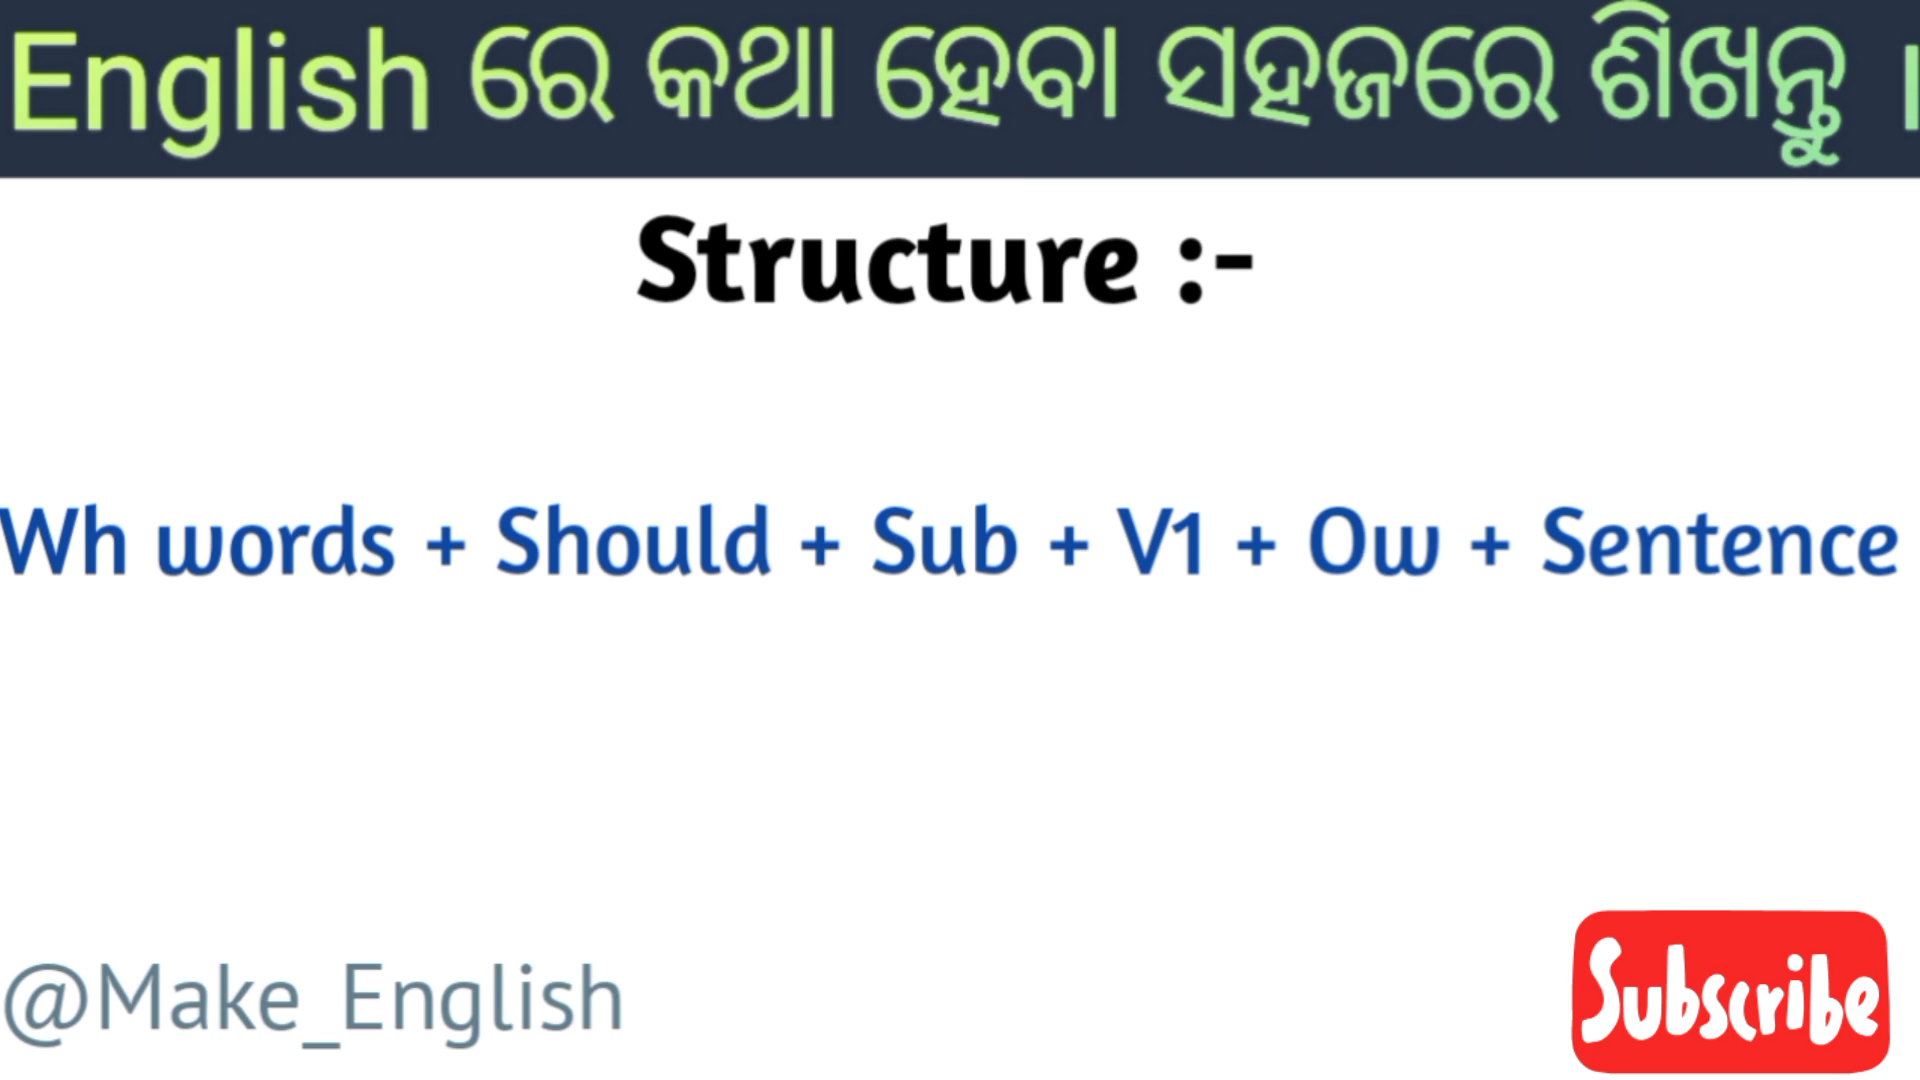 English ରେ କଥା ହେବା ସହଜରେ ଶିଖନ୍ତୁ ।
Structure :-
Wh words + Should + Sub + V1 + Ow + Sentence
@Make_English
Subscribe